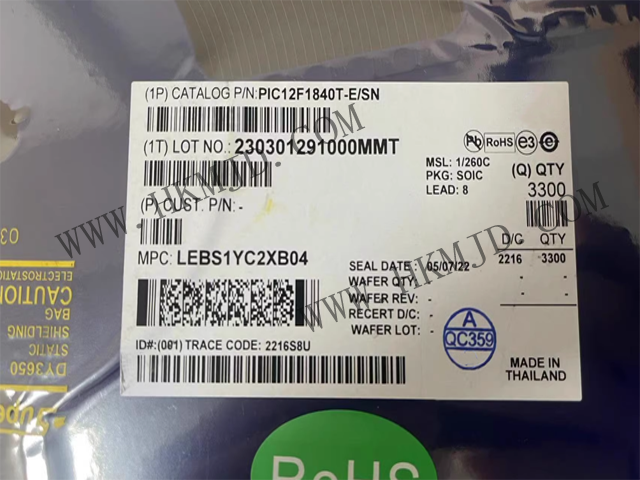 (1P) CATALOG P/N:PIC12F1840T-E/SN
(1T) LOT NO.: 230301291000MMT
Pb RoHS e3 e
MSL: 1/260C
PKG: SOIC
LEAD: 8
(Q) QTY
3300
(P) CUST. P/N: -
MPC: LEBS1YC2XB04
D/C QTY
2216 3300
SEAL DATE : 05/07/22
WAFER QTY: -
WAFER REV: -
RECERT D/C: -
WAFER LOT: -
A
QC359
ID#:(001) TRACE CODE: 2216S8U
MADE IN
THAILAND
RoHS
ELECTROSTATIC
CAUTION
BAG
SHIELDING
STATIC
DY3650
WWW.HKMJD.COM
WWW.HKMJD.COM